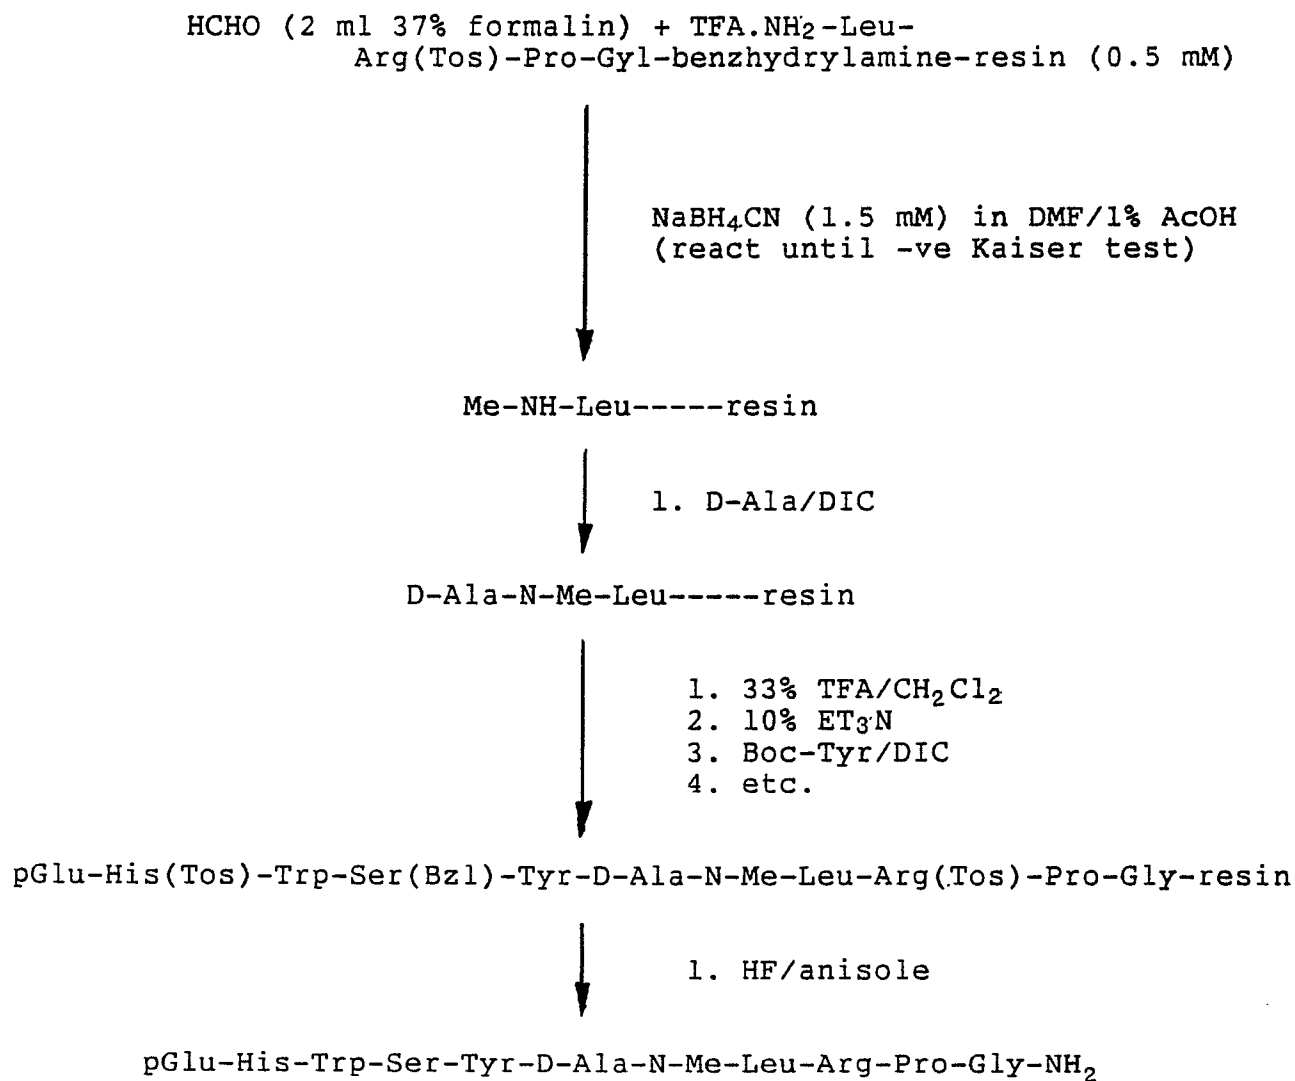 HCHO (2 ml 37% formalin) + TFA.NH2-Leu-
Arg(Tos)-Pro-Gyl-benzhydrylamine-resin (0.5 mM)
NaBH4CN (1.5 mM) in DMF/1% AcOH
(react until -ve Kaiser test)
Me-NH-Leu-----resin
1. D-Ala/DIC
D-Ala-N-Me-Leu-----resin
1. 33% TFA/CH2Cl2
2. 10% ET3N
3. Boc-Tyr/DIC
4. etc.
pGlu-His(Tos)-Trp-Ser(Bzl)-Tyr-D-Ala-N-Me-Leu-Arg(Tos)-Pro-Gly-resin
1. HF/anisole
pGlu-His-Trp-Ser-Tyr-D-Ala-N-Me-Leu-Arg-Pro-Gly-NH2